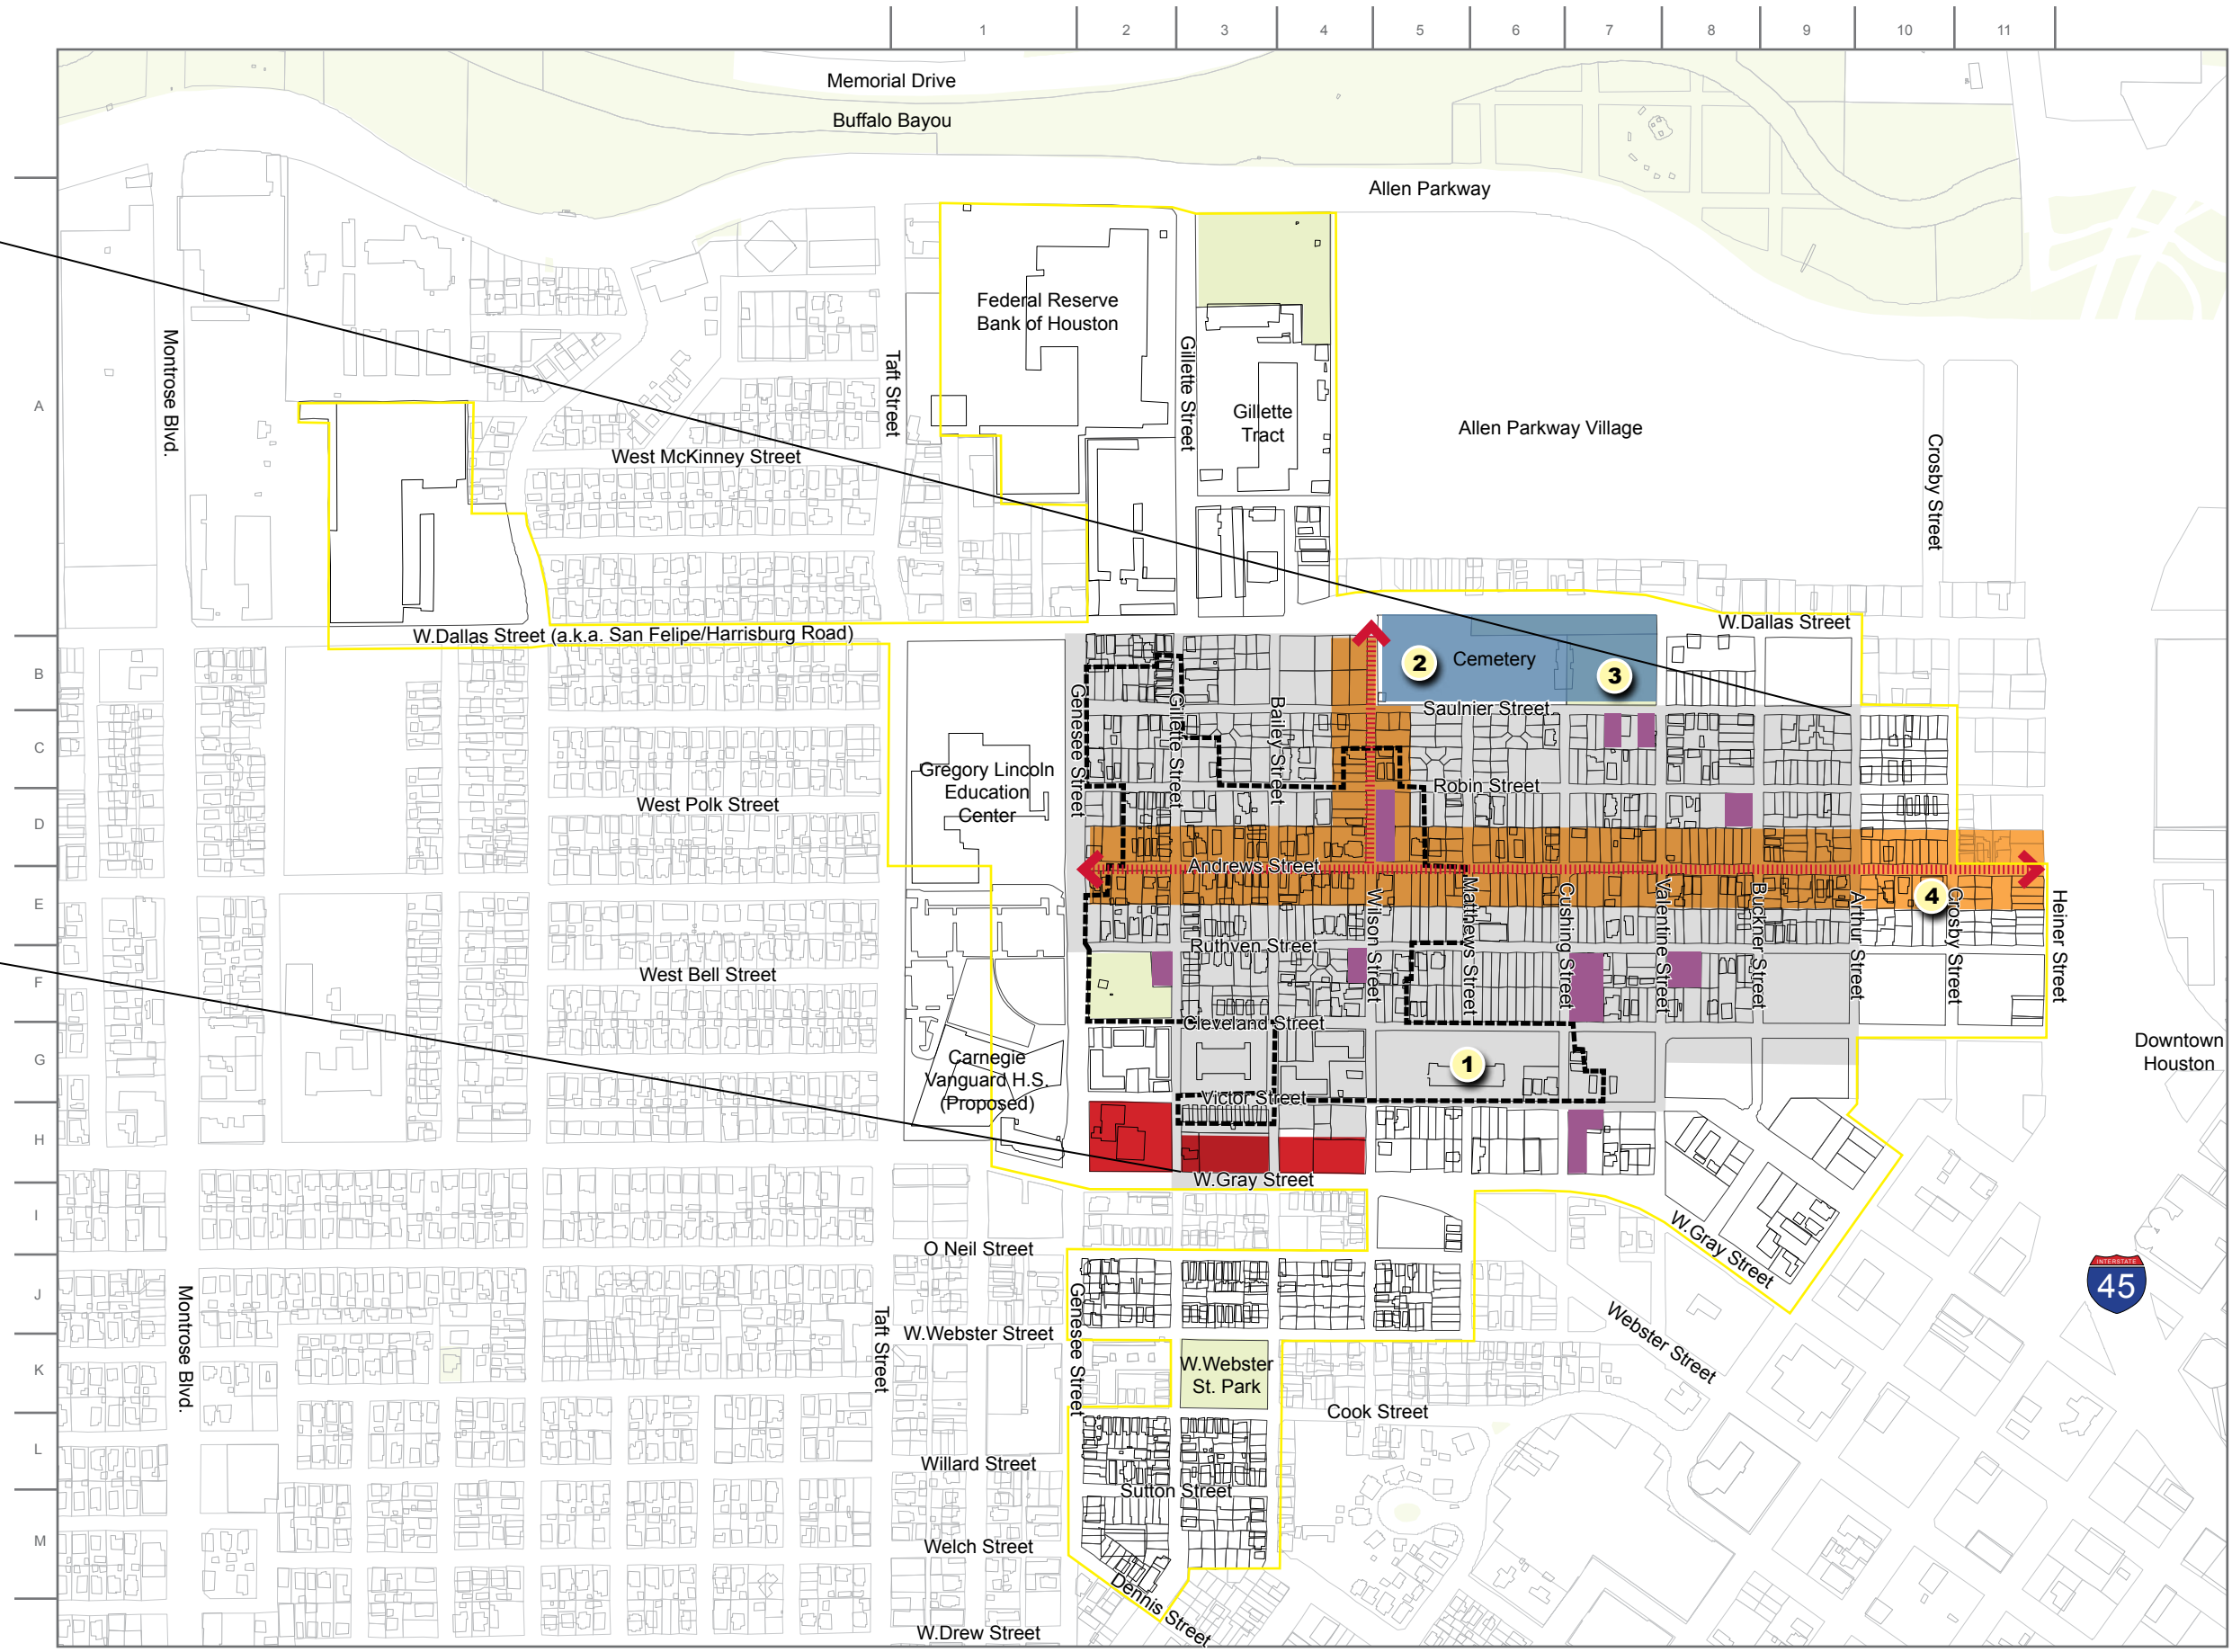 1 2 3 4 5 6 7 8 9 10 11
Memorial Drive
Buffalo Bayou
Allen Parkway
Federal Reserve
Bank of Houston
Montrose Blvd.
Taft Street
Gillette Street
A
Gillette
Tract
Allen Parkway Village
Crosby Street
West McKinney Street
W.Dallas Street
W.Dallas Street (a.k.a. San Felipe/Harrisburg Road)
B
2
Cemetery
3
Genesee Street
Gillette Street
Bailey Street
Saulnier Street
C
Gregory Lincoln
Education
Center
Robin Street
West Polk Street
D
Andrews Street
E
Wilson Street
Matthews Street
Cushing Street
Valentine Street
Buckner Street
Arthur Street
4
Crosby Street
Heiner Street
Ruthven Street
West Bell Street
F
Cleveland Street
G
Carnegie
Vanguard H.S.
(Proposed)
1
Downtown
Houston
Victor Street
H
W.Gray Street
I
W.Gray Street
O Neil Street
INTERSTATE
45
J
Montrose Blvd.
Taft Street
Genesee Street
W.Webster Street
Webster Street
K
W.Webster
St. Park
Cook Street
L
Willard Street
Sutton Street
M
Welch Street
Dennis Street
W.Drew Street